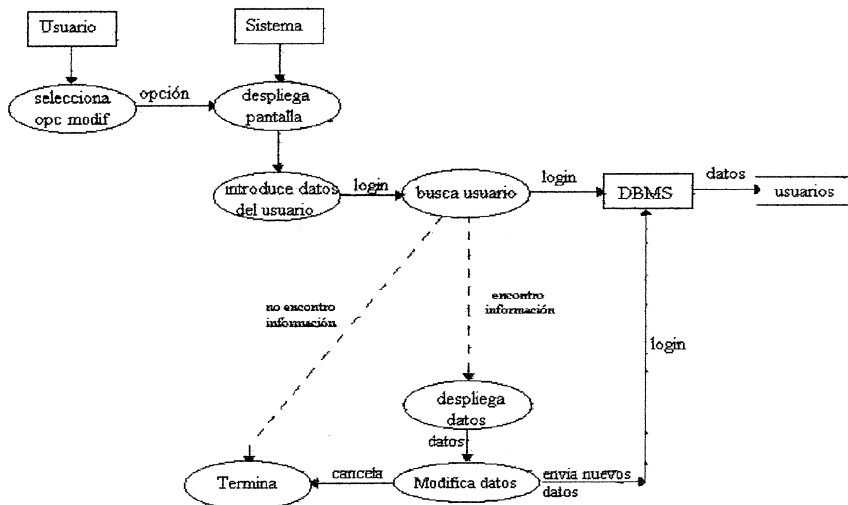 Usuario
Sistema
selecciona
opc modif
opción
despliega
pantalla
introduce datos
del usuario
login
busca usuario
login
DBMS
datos
usuarios
no encontro
información
encontro
información
login
despliega
datos
datos
Termina
cancela
Modifica datos
envia nuevos
datos